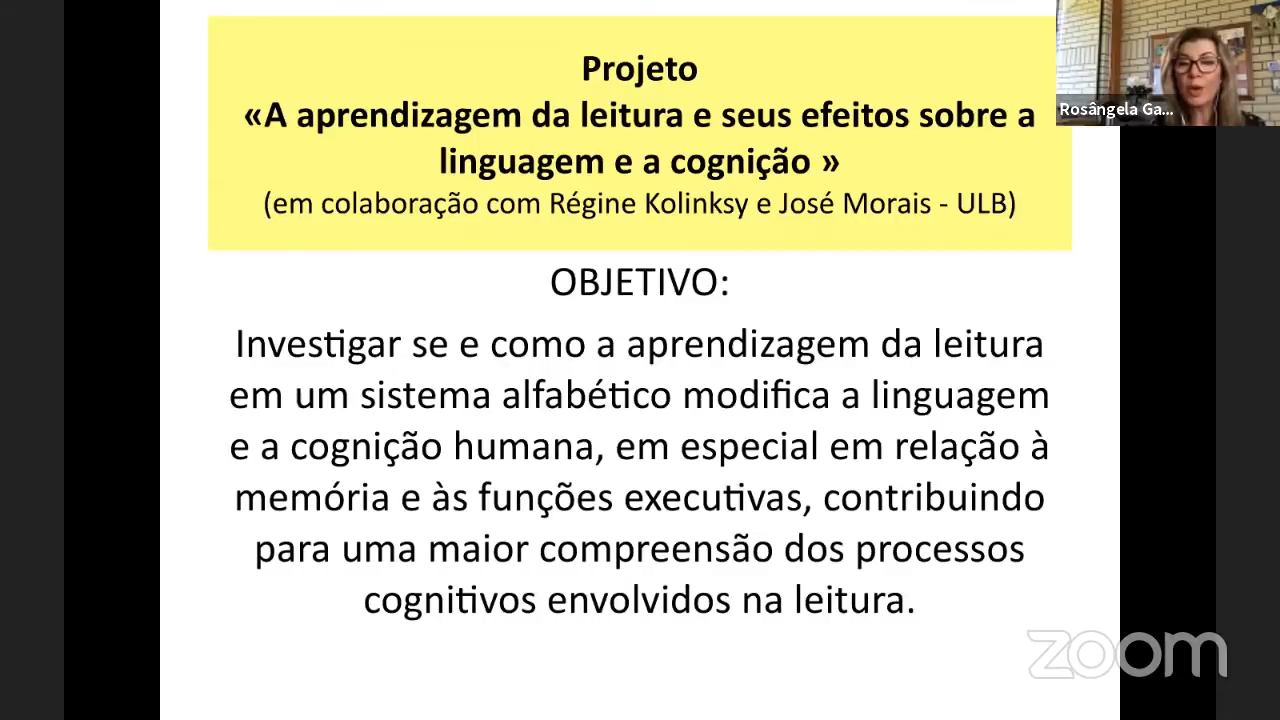 Projeto
«A aprendizagem da leitura e seus efeitos sobre a
linguagem e a cognição »
(em colaboração com Régine Kolinksy e José Morais - ULB)
Rosângela Ga...
OBJETIVO:
Investigar se e como a aprendizagem da leitura
em um sistema alfabético modifica a linguagem
e a cognição humana, em especial em relação à
memória e às funções executivas, contribuindo
para uma maior compreensão dos processos
cognitivos envolvidos na leitura.
zoom